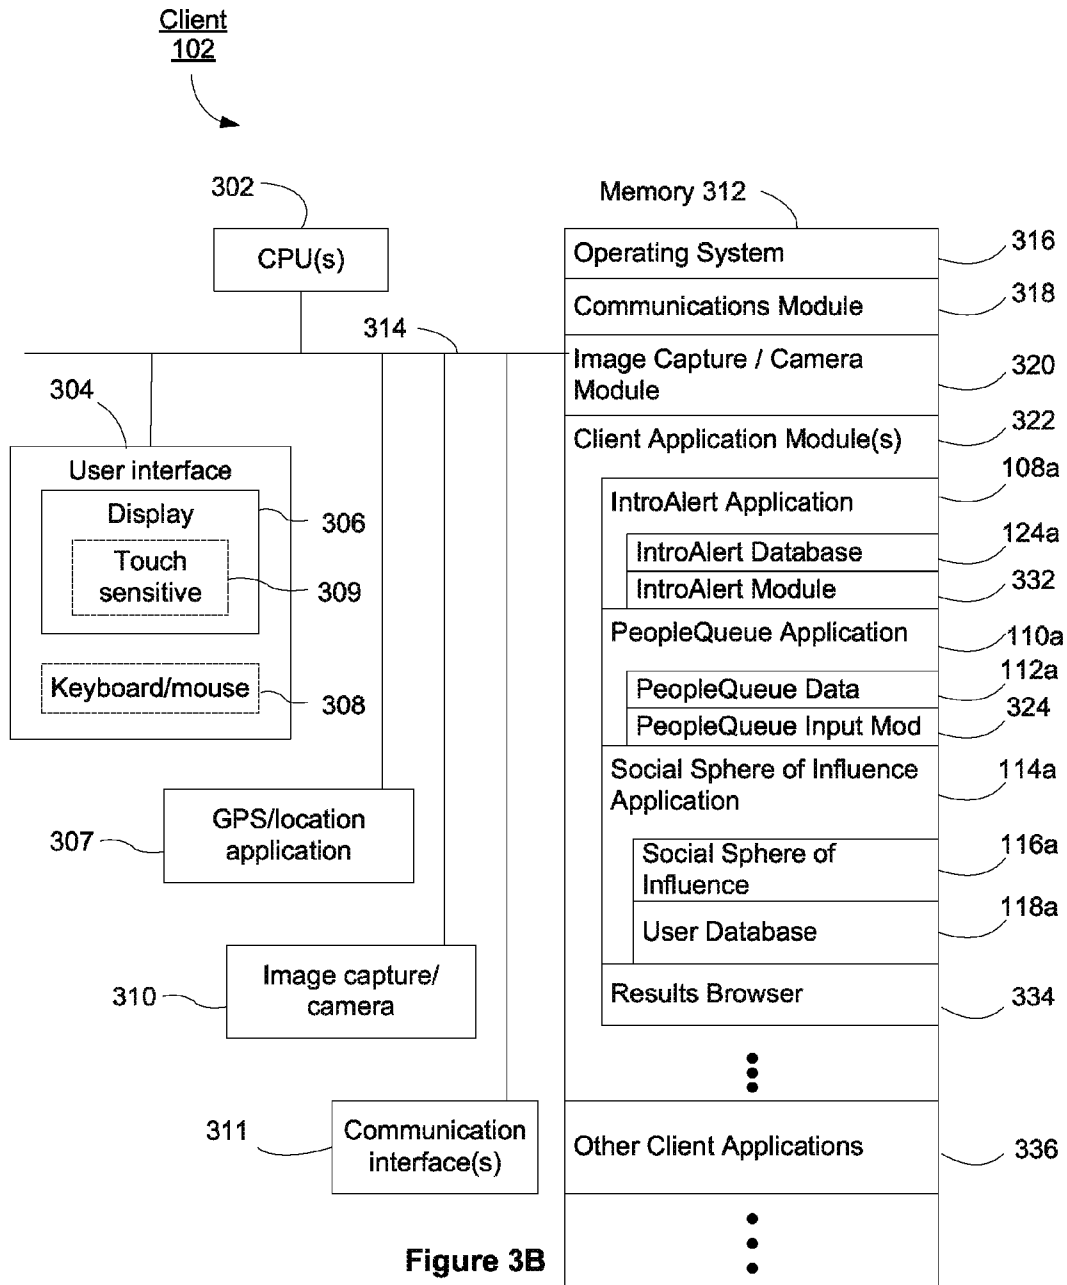 Client
102
302
CPU(s)
314
304
User interface
Display
306
Touch
sensitive
309
Keyboard/mouse
308
GPS/location
application
307
Image capture/
camera
310
311
Communication
interface(s)
Memory 312
Operating System
316
Communications Module
318
Image Capture / Camera
Module
320
Client Application Module(s)
322
IntroAlert Application
108a
IntroAlert Database
124a
IntroAlert Module
332
PeopleQueue Application
110a
PeopleQueue Data
112a
PeopleQueue Input Mod
324
Social Sphere of Influence
Application
114a
Social Sphere of
Influence
116a
User Database
118a
Results Browser
334
Other Client Applications
336
Figure 3B